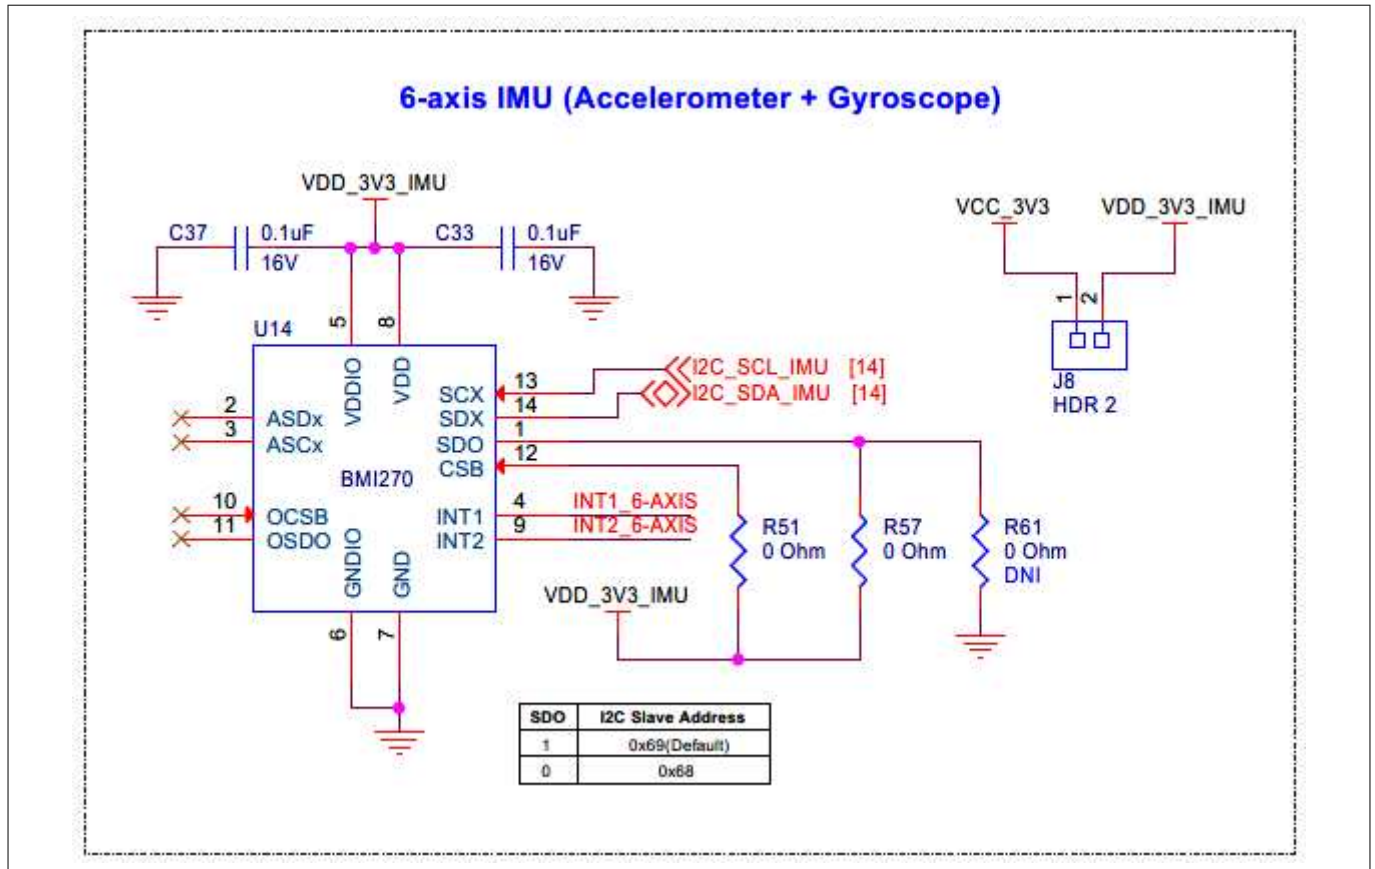 6-axis IMU (Accelerometer + Gyroscope)
VDD_3V3_IMU
VCC_3V3 VDD_3V3_IMU
C37 0.1uF C33 0.1uF
16V 16V
1 2
U14 5 8
J8
HDR 2
VDDIO VDD
SCX 13 I2C_SCL_IMU [14]
SDX 14 I2C_SDA_IMU [14]
2 ASDx SDO 1
3 ASCx CSB 12
BMI270
10 OCSB INT1 4 INT1_6-AXIS
11 OSDO INT2 9 INT2_6-AXIS
R51 R57 R61
0 Ohm 0 Ohm 0 Ohm
DNI
GNDIO GND
VDD_3V3_IMU
6 7
SDO I2C Slave Address
1 0x69(Default)
0 0x68